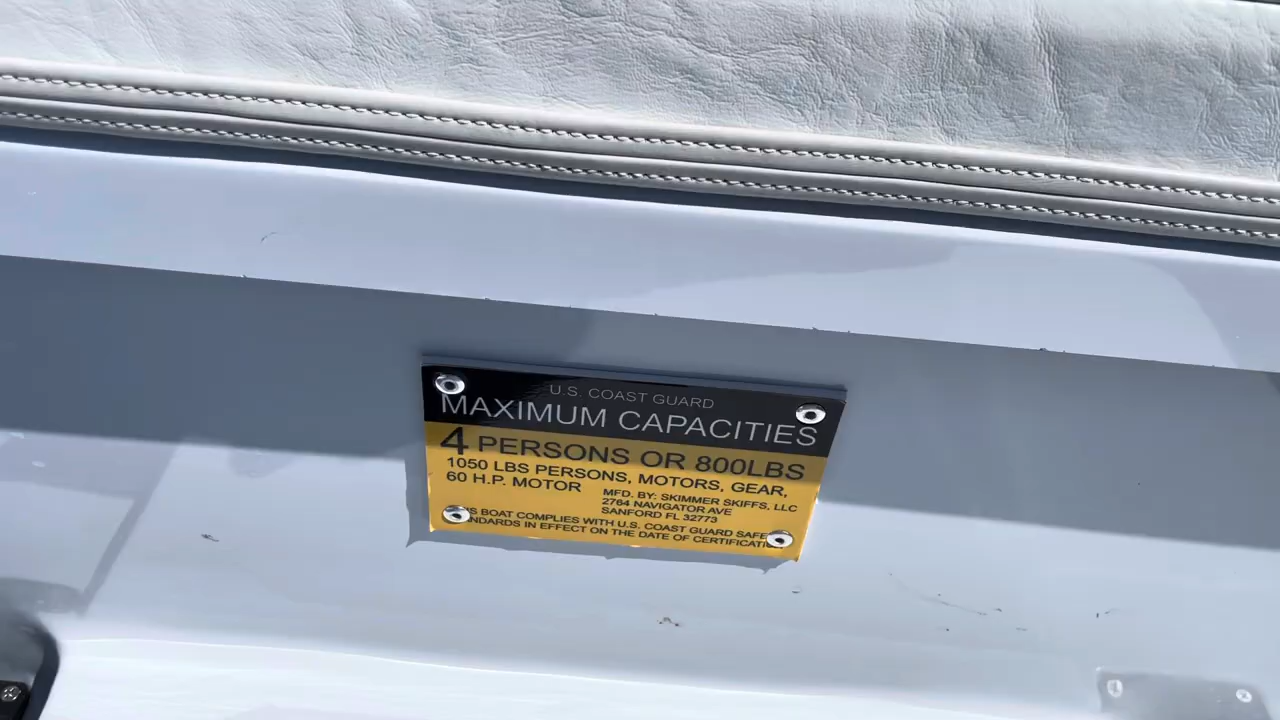 U.S. COAST GUARD
MAXIMUM CAPACITIES
4 PERSONS OR 800LBS
1050 LBS PERSONS, MOTORS, GEAR,
60 H.P. MOTOR
MFD. BY: SKIMMER SKIFFS, LLC
2764 NAVIGATOR AVE
SANFORD FL 32773
BOAT COMPLIES WITH U.S. COAST GUARD
IN EFFECT ON THE DATE OF